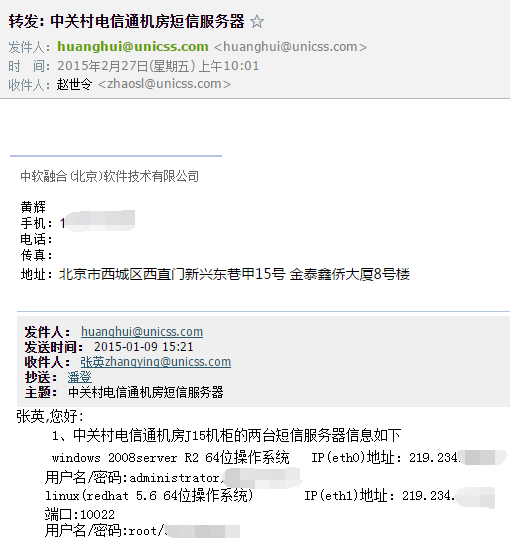 转发: 中关村电信通机房短信服务器
发件人：huanghui@unicss.com <huanghui@unicss.com>
时 间：2015年2月27日(星期五) 上午10:01
收件人：赵世令 <zhaosl@unicss.com>
中软融合(北京)软件技术有限公司
黄辉
手机：1
电话：
传真：
地址：北京市西城区西直门新兴东巷甲15号 金泰鑫侨大厦8号楼
发件人： huanghui@unicss.com
发送时间： 2015-01-09 15:21
收件人： 张英zhangying@unicss.com
抄送： 潘登
主题： 中关村电信通机房短信服务器
张英,您好:
1、中关村电信通机房J15机柜的两台短信服务器信息如下
windows 2008server R2 64位操作系统 IP(eth0)地址: 219.234.
用户名/密码:administrator/
linux(redhat 5.6 64位操作系统) IP(eth1)地址: 219.234.
端口:10022
用户名/密码:root/